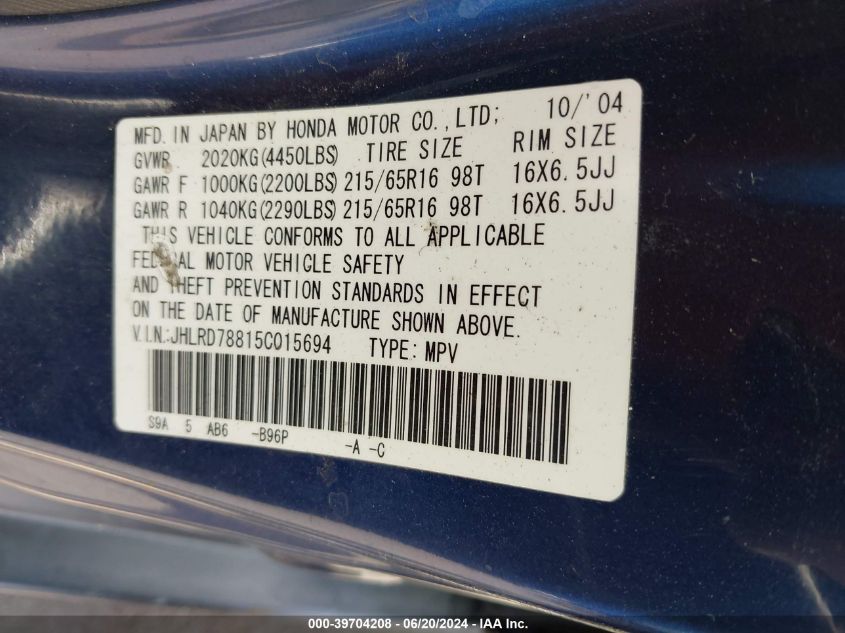 MFD. IN JAPAN BY HONDA MOTOR CO.,LTD; 10/'04
GVWR 2020KG(4450LBS) TIRE SIZE RIM SIZE
GAWR F 1000KG(2200LBS) 215/65R16 98T 16X6.5JJ
GAWR R 1040KG(2290LBS) 215/65R16 98T 16X6.5JJ
THIS VEHICLE CONFORMS TO ALL APPLICABLE
FEDERAL MOTOR VEHICLE SAFETY
AND THEFT PREVENTION STANDARDS IN EFFECT
ON THE DATE OF MANUFACTURE SHOWN ABOVE.
V.I.N.:JHLRD78815C015694 TYPE: MPV
S9A 5 AB6 -B96P -A -C
000-39704208 - 06/20/2024 - IAA Inc.